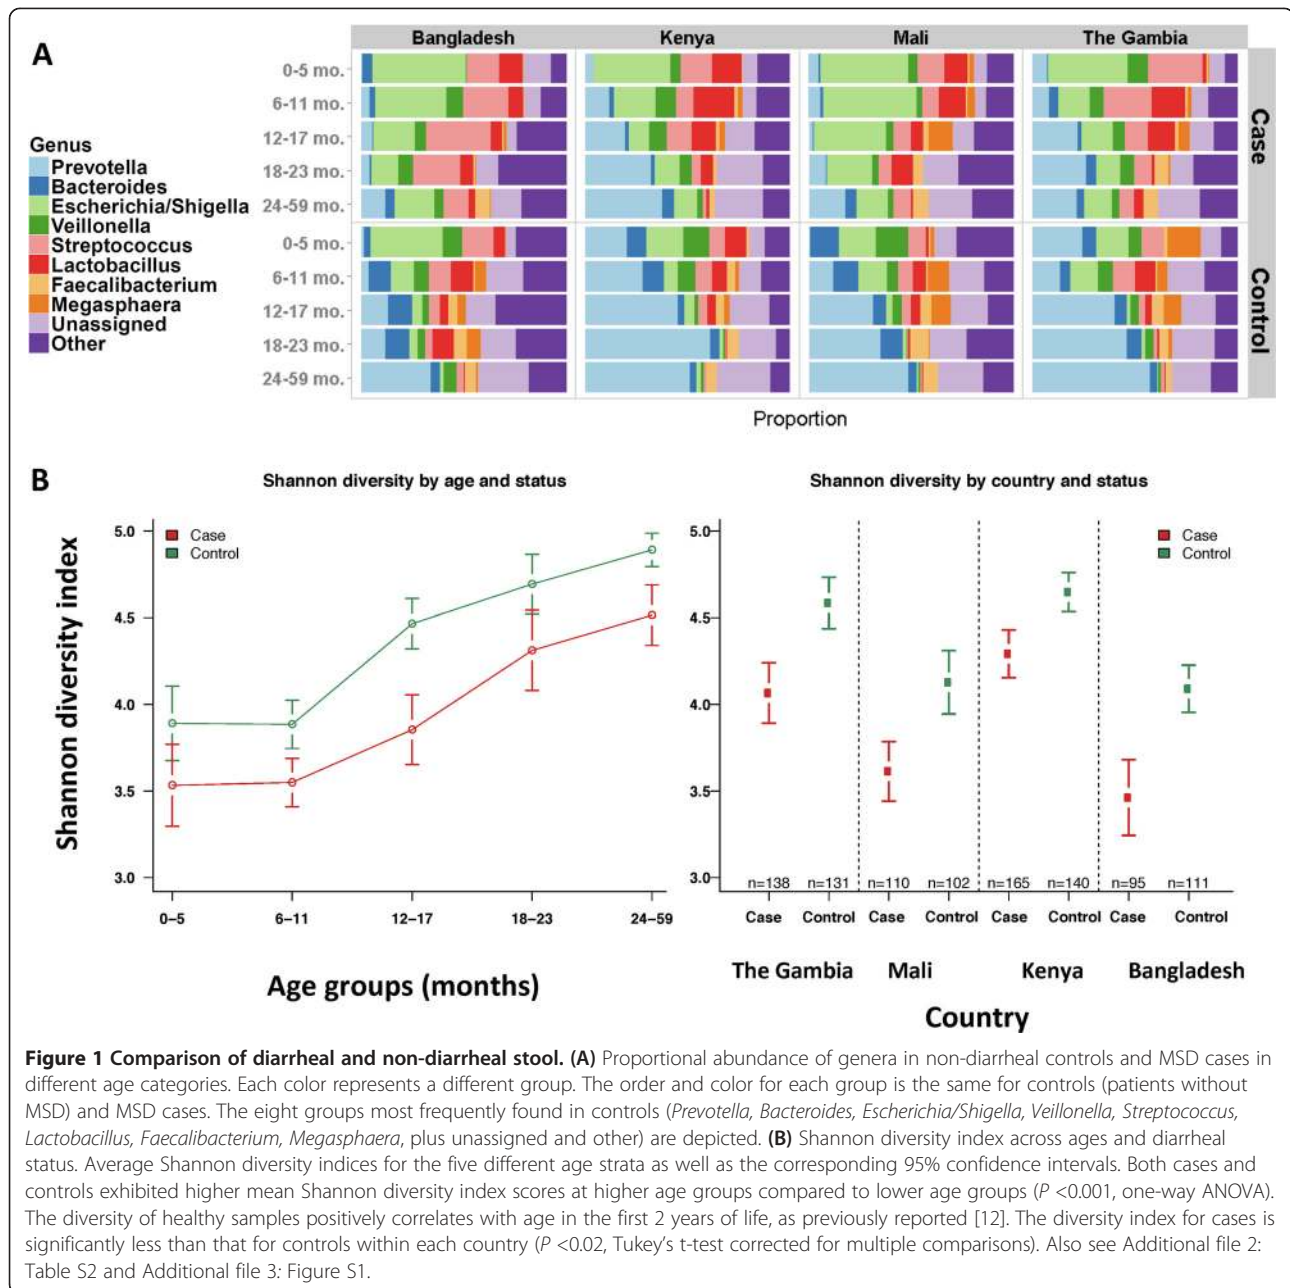 A
Bangladesh
Kenya
Mali
The Gambia
0-5 mo.
6-11 mo.
12-17 mo.
18-23 mo.
24-59 mo.
Case
Genus
Prevotella
Bacteroides
Escherichia/Shigella
Veillonella
Streptococcus
Lactobacillus
Faecalibacterium
Megasphaera
Unassigned
Other
0-5 mo.
6-11 mo.
12-17 mo.
18-23 mo.
24-59 mo.
Control
Proportion
B
Shannon diversity by age and status
Shannon diversity index
5.0
4.5
4.0
3.5
3.0
Case
Control
0–5
6–11
12–17
18–23
24–59
Age groups (months)
Shannon diversity by country and status
5.0
4.5
4.0
3.5
3.0
Case
Control
n=138 n=131 n=110 n=102 n=165 n=140 n=95 n=111
Case Control Case Control Case Control Case Control
The Gambia Mali Kenya Bangladesh
Country
Figure 1 Comparison of diarrheal and non-diarrheal stool. (A) Proportional abundance of genera in non-diarrheal controls and MSD cases in
different age categories. Each color represents a different group. The order and color for each group is the same for controls (patients without
MSD) and MSD cases. The eight groups most frequently found in controls (Prevotella, Bacteroides, Escherichia/Shigella, Veillonella, Streptococcus,
Lactobacillus, Faecalibacterium, Megasphaera, plus unassigned and other) are depicted. (B) Shannon diversity index across ages and diarrheal
status. Average Shannon diversity indices for the five different age strata as well as the corresponding 95% confidence intervals. Both cases and
controls exhibited higher mean Shannon diversity index scores at higher age groups compared to lower age groups (P <0.001, one-way ANOVA).
The diversity of healthy samples positively correlates with age in the first 2 years of life, as previously reported [12]. The diversity index for cases is
significantly less than that for controls within each country (P <0.02, Tukey's t-test corrected for multiple comparisons). Also see Additional file 2:
Table S2 and Additional file 3: Figure S1.